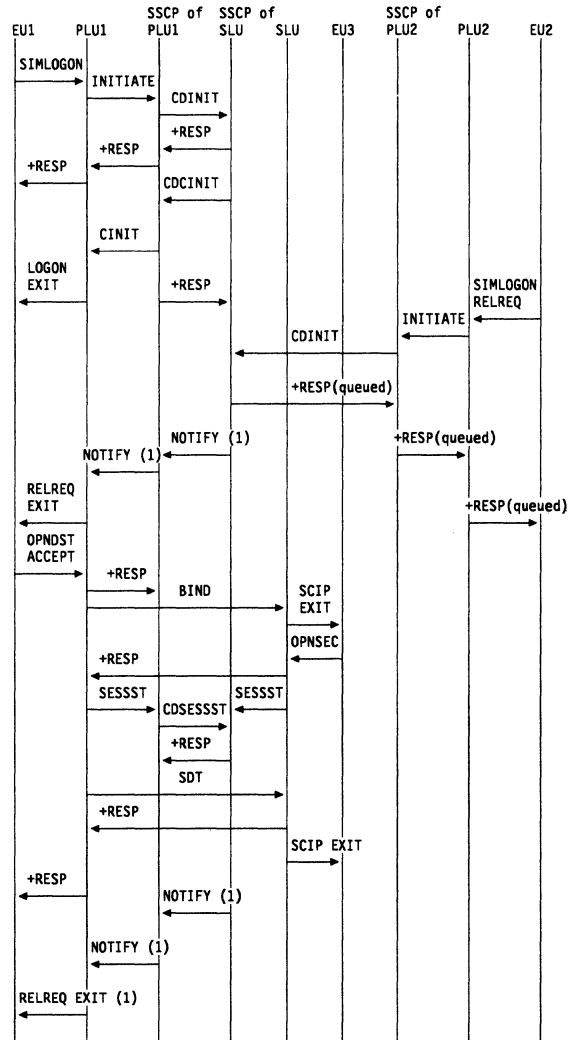 SSCP of SSCP of SSCP of
EU1 PLU1 PLU1 SLU SLU EU3 PLU2 PLU2 EU2
SIMLOGON
INITIATE
CDINIT
+RESP
+RESP
+RESP
CDCINIT
CINIT
LOGON
EXIT
+RESP
SIMLOGON
RELREQ
INITIATE
CDINIT
+RESP(queued)
NOTIFY (1)
+RESP(queued)
NOTIFY (1)
RELREQ
EXIT
+RESP(queued)
OPNDST
ACCEPT
+RESP
BIND
SCIP
EXIT
OPNSEC
+RESP
SESSST
SESSST
CDSESSST
+RESP
SDT
+RESP
SCIP EXIT
+RESP
NOTIFY (1)
NOTIFY (1)
RELREQ EXIT (1)